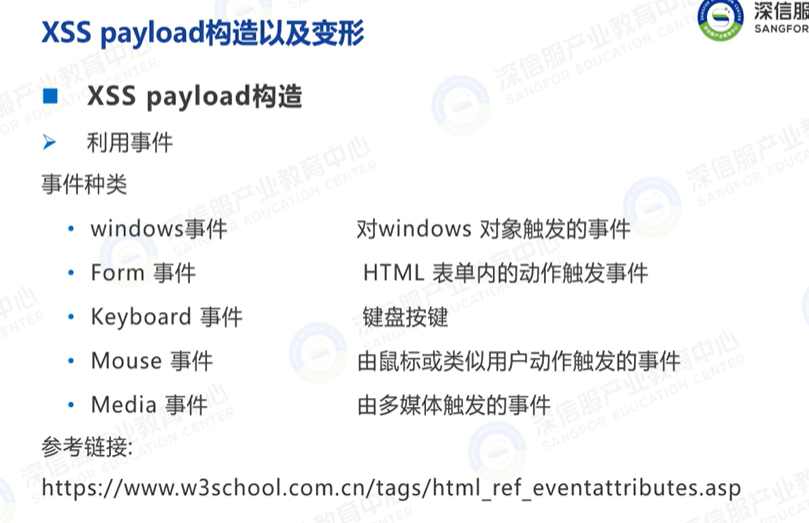 XSS payload构造以及变形
深信服
SANGFOR
XSS payload构造
利用事件
事件种类
windows事件 对windows 对象触发的事件
Form 事件 HTML 表单内的动作触发事件
Keyboard 事件 键盘按键
Mouse 事件 由鼠标或类似用户动作触发的事件
Media 事件 由多媒体触发的事件
参考链接:
https://www.w3school.com.cn/tags/html_ref_eventattributes.asp
深信服产业教育中心
SANGFOR EDUCATION CENTER